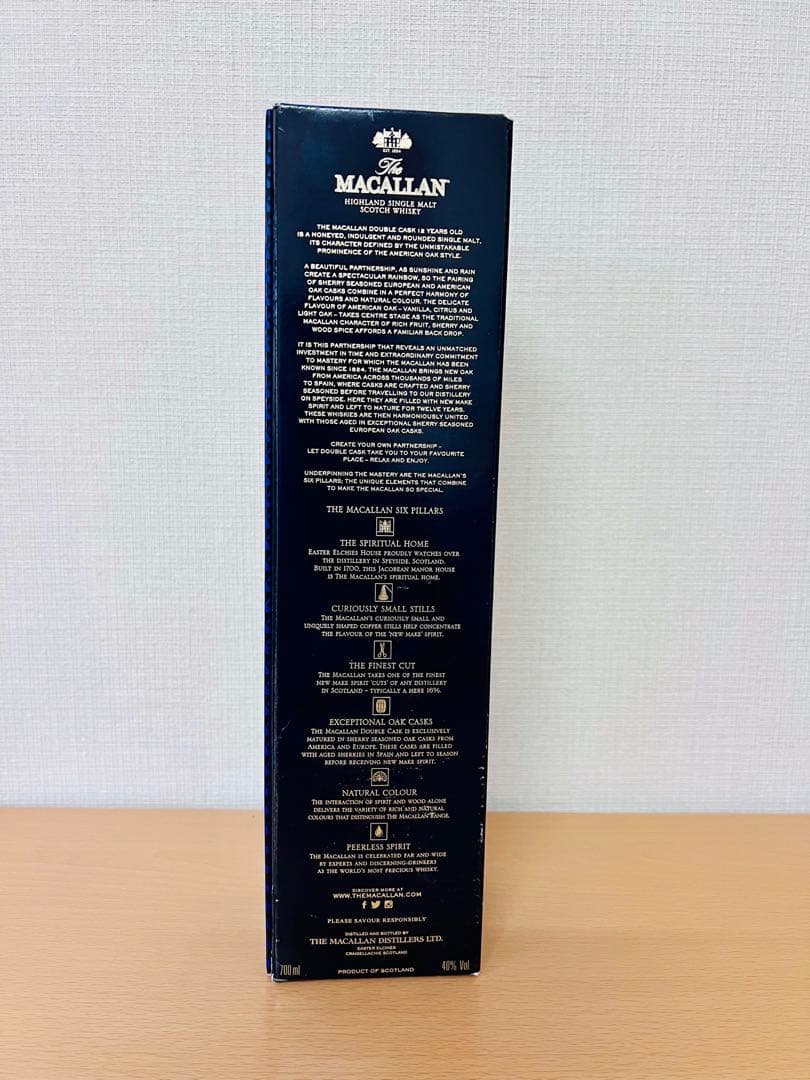 EST. 1824
The
MACALLAN
HIGHLAND SINGLE MALT
SCOTCH WHISKY
THE MACALLAN DOUBLE CASK 12 YEARS OLD
IS A HONEYED, INDULGENT AND ROUNDED SINGLE MALT,
ITS CHARACTER DEFINED BY THE UNMISTAKABLE
PROMINENCE OF THE AMERICAN OAK STYLE.
A BEAUTIFUL PARTNERSHIP, AS SUNSHINE AND RAIN
CREATE A SPECTACULAR RAINBOW, SO THE PAIRING
OF SHERRY SEASONED EUROPEAN AND AMERICAN
OAK CASKS COMBINE IN A PERFECT HARMONY OF
FLAVOURS AND NATURAL COLOUR. THE DELICATE
FLAVOUR OF AMERICAN OAK – VANILLA, CITRUS AND
LIGHT OAK – TAKES CENTRE STAGE AS THE TRADITIONAL
MACALLAN CHARACTER OF RICH FRUIT, SHERRY AND
WOOD SPICE AFFORDS A FAMILIAR BACK DROP.
IT IS THIS PARTNERSHIP THAT REVEALS AN UNMATCHED
INVESTMENT IN TIME AND EXTRAORDINARY COMMITMENT
TO MASTERY FOR WHICH THE MACALLAN HAS BEEN
KNOWN SINCE 1824. THE MACALLAN BRINGS NEW OAK
FROM AMERICA ACROSS THOUSANDS OF MILES
TO SPAIN, WHERE CASKS ARE CRAFTED AND SHERRY
SEASONED BEFORE TRAVELLING TO OUR DISTILLERY
ON SPEYSIDE. HERE THEY ARE FILLED WITH NEW MAKE
SPIRIT AND LEFT TO MATURE FOR TWELVE YEARS.
THESE WHISKIES ARE THEN HARMONIOUSLY UNITED
WITH THOSE AGED IN EXCEPTIONAL SHERRY SEASONED
EUROPEAN OAK CASKS.
CREATE YOUR OWN PARTNERSHIP –
LET DOUBLE CASK TAKE YOU TO YOUR FAVOURITE
PLACE – RELAX AND ENJOY.
UNDERPINNING THE MASTERY ARE THE MACALLAN'S
SIX PILLARS; THE UNIQUE ELEMENTS THAT COMBINE
TO MAKE THE MACALLAN SO SPECIAL.
THE MACALLAN SIX PILLARS
THE SPIRITUAL HOME
EASTER ELCHIES HOUSE PROUDLY WATCHES OVER
THE DISTILLERY IN SPEYSIDE, SCOTLAND.
BUILT IN 1700, THIS JACOBEAN MANOR HOUSE
IS THE MACALLAN'S SPIRITUAL HOME.
CURIOUSLY SMALL STILLS
THE MACALLAN'S CURIOUSLY SMALL AND
UNIQUELY SHAPED COPPER STILLS HELP CONCENTRATE
THE FLAVOUR OF THE 'NEW MAKE' SPIRIT.
THE FINEST CUT
THE MACALLAN TAKES ONE OF THE FINEST
NEW MAKE SPIRIT 'CUTS' OF ANY DISTILLERY
IN SCOTLAND – TYPICALLY A MERE 16%.
EXCEPTIONAL OAK CASKS
THE MACALLAN DOUBLE CASK IS EXCLUSIVELY
MATURED IN SHERRY SEASONED OAK CASKS FROM
AMERICA AND EUROPE. THESE CASKS ARE FILLED
WITH AGED SHERRIES IN SPAIN AND LEFT TO SEASON
BEFORE RECEIVING NEW MAKE SPIRIT.
NATURAL COLOUR
THE INTERACTION OF SPIRIT AND WOOD ALONE
DELIVERS THE VARIETY OF RICH AND NATURAL
COLOURS THAT DISTINGUISH THE MACALLAN RANGE.
PEERLESS SPIRIT
THE MACALLAN IS CELEBRATED FAR AND WIDE
BY EXPERTS AND DISCERNING DRINKERS
AS THE WORLD'S MOST PRECIOUS WHISKY.
DISCOVER MORE AT
WWW.THEMACALLAN.COM
PLEASE SAVOUR RESPONSIBLY
DISTILLED AND BOTTLED BY
THE MACALLAN DISTILLERS LTD.
EASTER ELCHIES
CRAIGELLACHIE SCOTLAND
700 ml
PRODUCT OF SCOTLAND
40% Vol